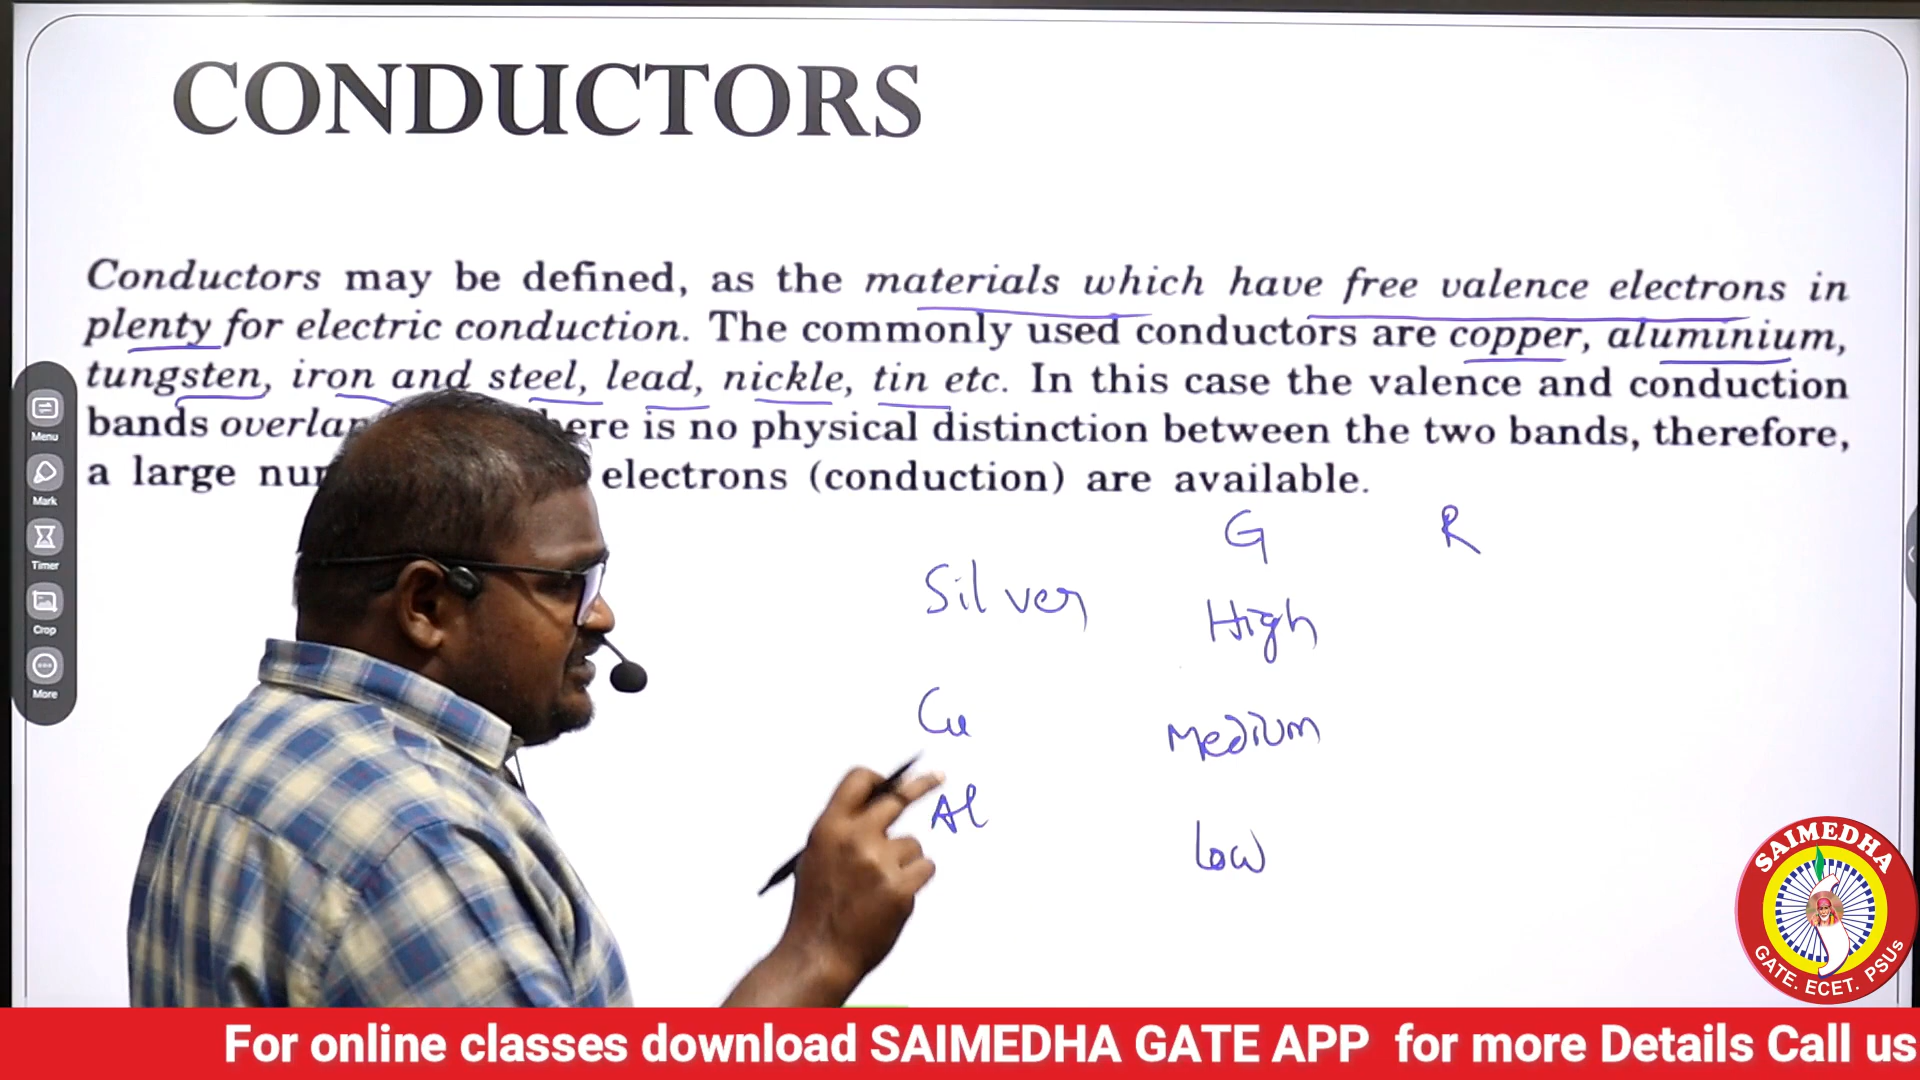 CONDUCTORS
Conductors may be defined, as the materials which have free valence electrons in
plenty for electric conduction. The commonly used conductors are copper, aluminium,
tungsten, iron and steel, lead, nickle, tin etc. In this case the valence and conduction
bands is no physical distinction between the two bands, therefore,
a large electrons (conduction) are available.
G R
Silver High
Cu Medium
Al Low
Menu
Mark
Timer
Crop
More
SAIMEDHA
GATE. ECET. PSUs
For online classes download SAIMEDHA GATE APP for more Details Call us